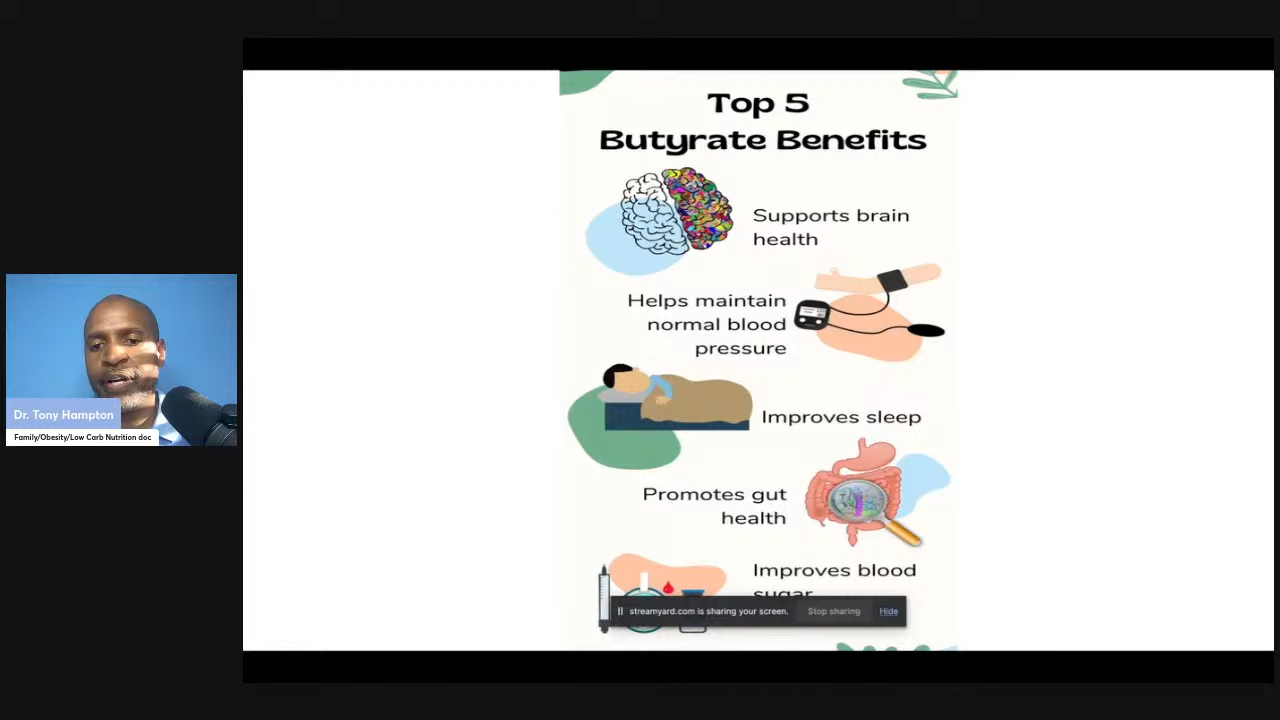 Top 5
Butyrate Benefits
Supports brain
health
Helps maintain
normal blood
pressure
Improves sleep
Promotes gut
health
Improves blood
sugar
streamyard.com is sharing your screen.
Stop sharing
Hide
Dr. Tony Hampton
Family/Obesity/Low Carb Nutrition doc